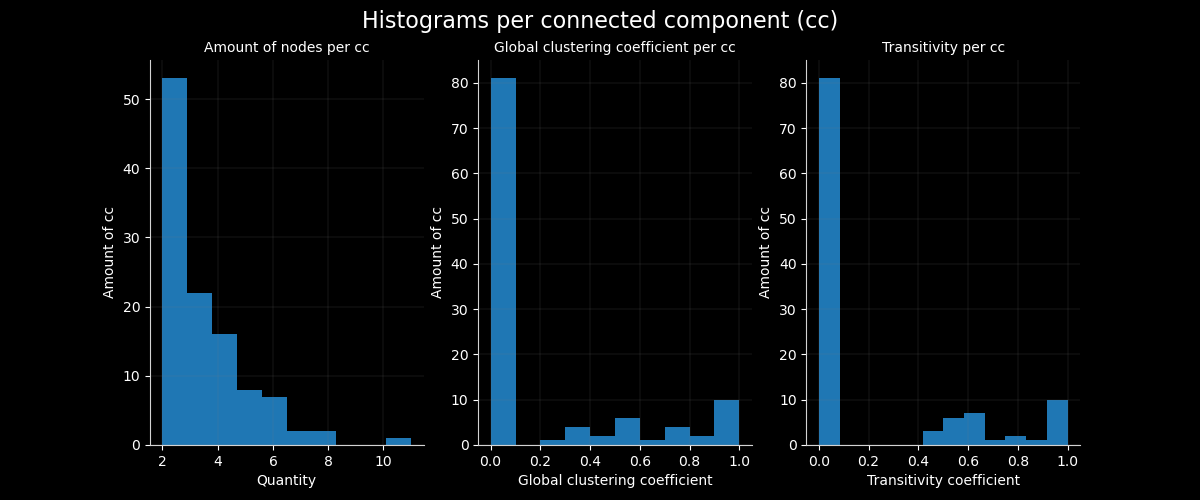 Histograms per connected component (cc)
Amount of nodes per cc
Amount of cc
50
40
30
20
10
0
2 4 6 8 10
Quantity
Global clustering coefficient per cc
Amount of cc
80
70
60
50
40
30
20
10
0
0.0 0.2 0.4 0.6 0.8 1.0
Global clustering coefficient
Transitivity per cc
Amount of cc
80
70
60
50
40
30
20
10
0
0.0 0.2 0.4 0.6 0.8 1.0
Transitivity coefficient